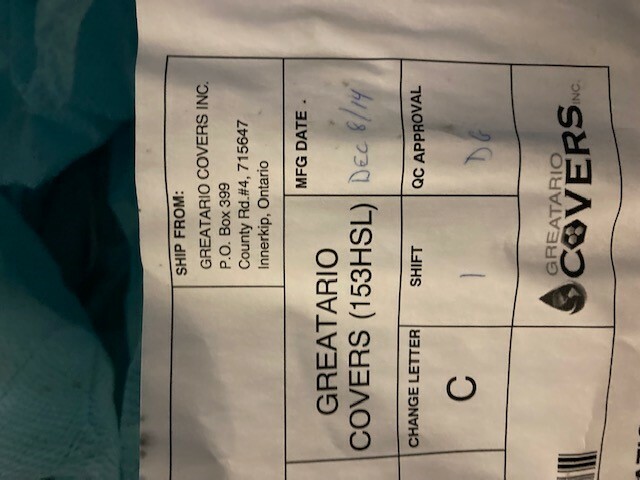 SHIP FROM:
GREATARIO COVERS INC.
P.O. Box 399
County Rd.#4, 715647
Innerkip, Ontario
GREATARIO
COVERS (153HSL)
MFG DATE.
Dec 8/14
CHANGE LETTER
C
SHIFT
1
QC APPROVAL
DG
GREATARIO
COVERS INC.